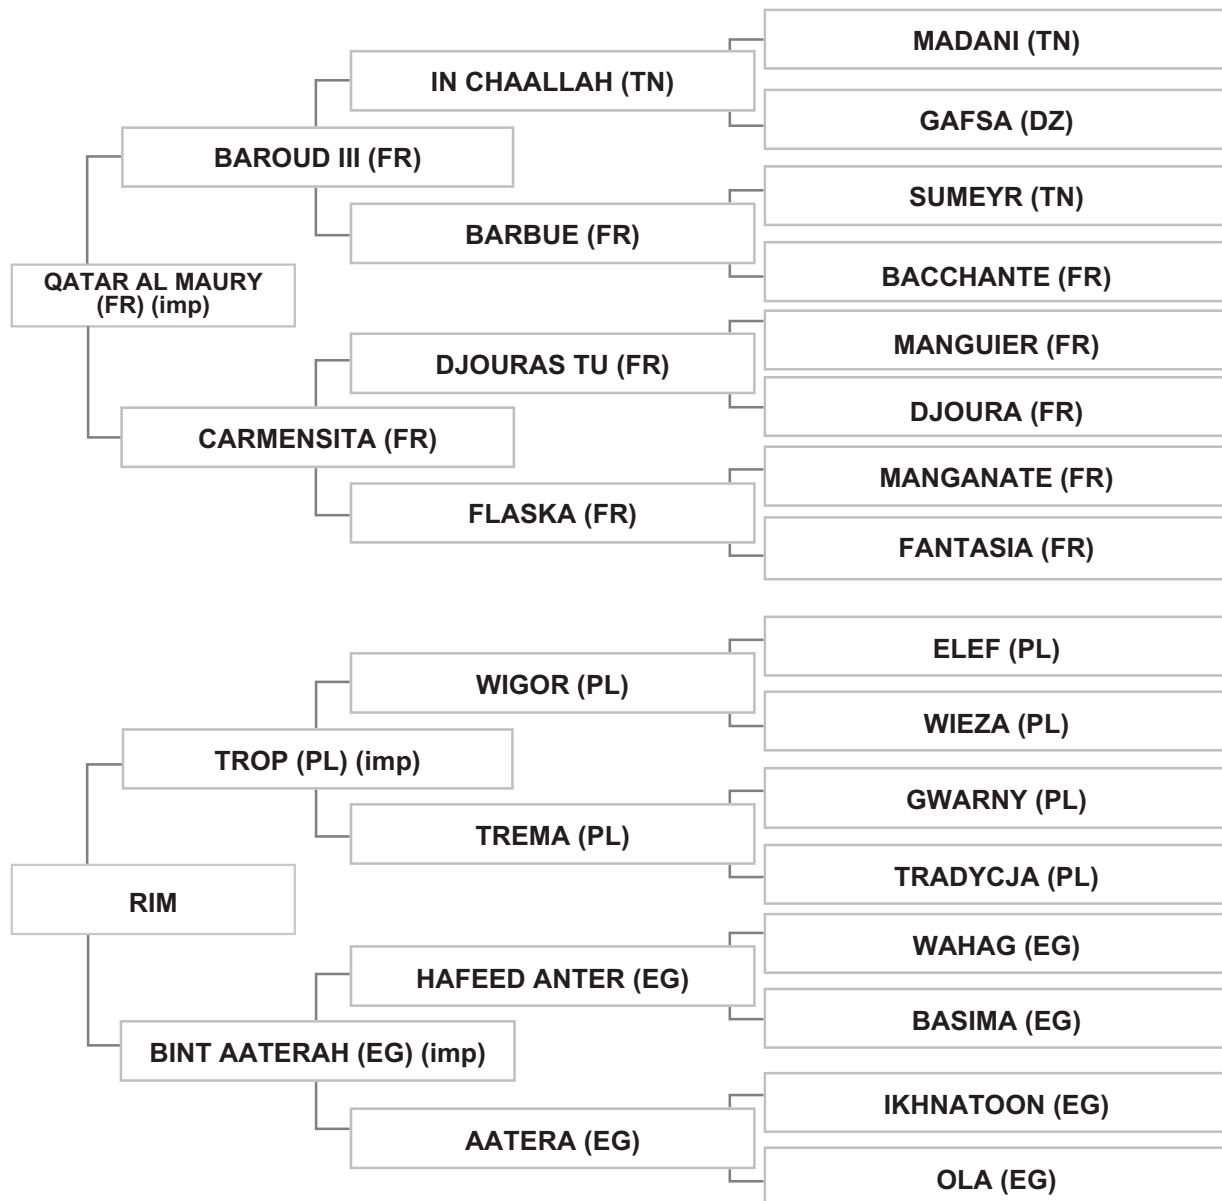 MADANI (TN)
IN CHAALLAH (TN)
GAFSA (DZ)
BAROUD III (FR)
SUMEYR (TN)
BARBUE (FR)
BACCHANTE (FR)
QATAR AL MAURY
(FR) (imp)
MANGUIER (FR)
DJOURAS TU (FR)
DJOURA (FR)
CARMENSITA (FR)
MANGANATE (FR)
FLASKA (FR)
FANTASIA (FR)
ELEF (PL)
WIGOR (PL)
WIEZA (PL)
TROP (PL) (imp)
GWARNY (PL)
TREMA (PL)
TRADYCJA (PL)
RIM
WAHAG (EG)
HAFEED ANTER (EG)
BASIMA (EG)
BINT AATERAH (EG) (imp)
IKHNATOON (EG)
AATERA (EG)
OLA (EG)